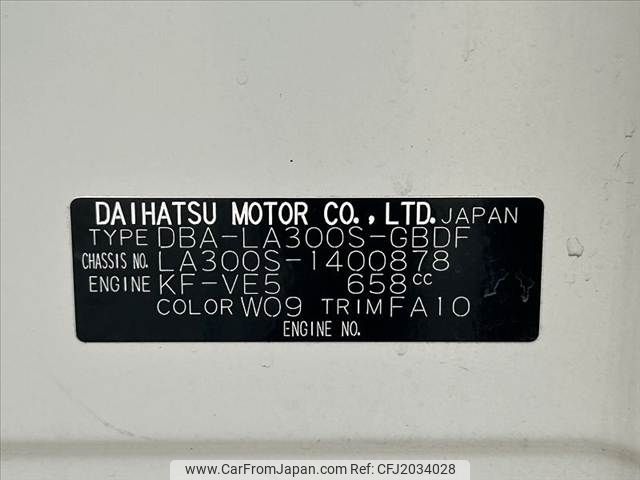 DAIHATSU MOTOR CO., LTD. JAPAN
TYPE DBA-LA300S-GBDF
CHASSIS NO. LA300S-1400878
ENGINE KF-VE5 658cc
COLOR W09 TRIM FA10
ENGINE NO.
www.CarFromJapan.com | CFJ2034028